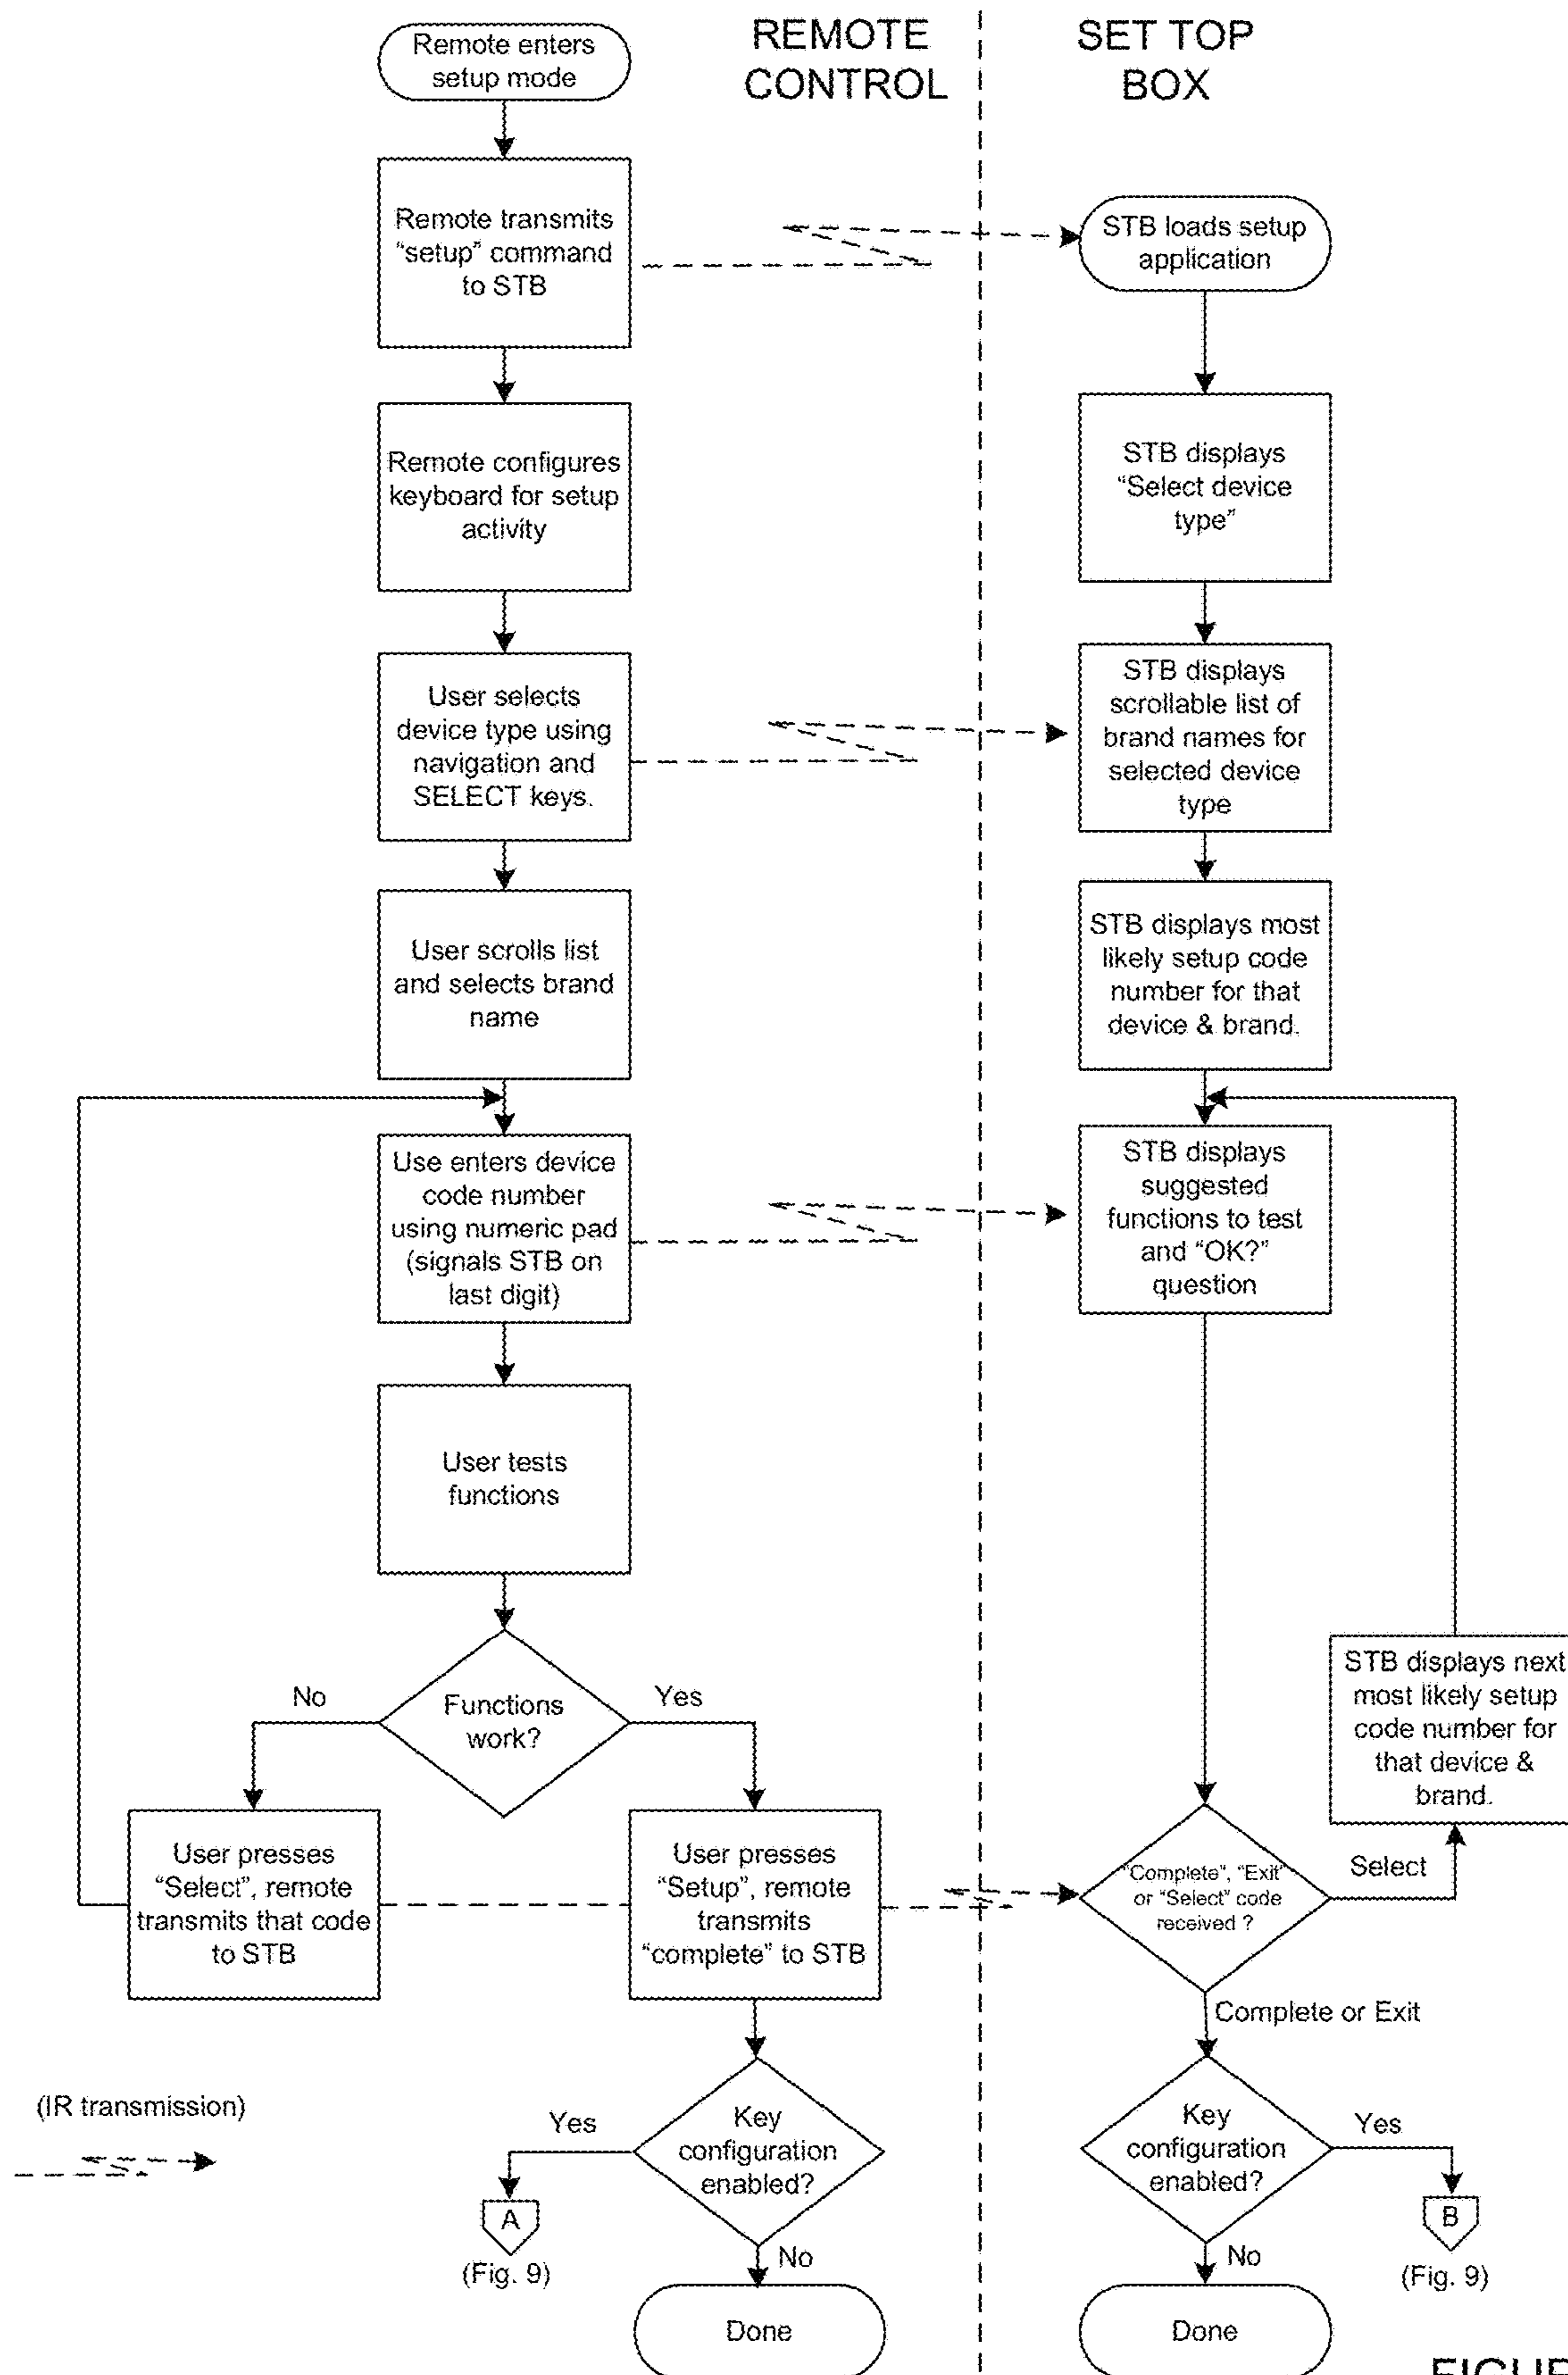 Remote enters
setup mode
REMOTE
CONTROL
SET TOP
BOX
Remote transmits
“setup” command
to STB
STB loads setup
application
Remote configures
keyboard for setup
activity
STB displays
“Select device
type”
User selects
device type using
navigation and
SELECT keys.
STB displays
scrollable list of
brand names for
selected device
type
User scrolls list
and selects brand
name
STB displays most
likely setup code
number for that
device & brand.
Use enters device
code number
using numeric pad
(signals STB on
last digit)
STB displays
suggested
functions to test
and “OK?”
question
User tests
functions
Functions
work?
No
Yes
STB displays next
most likely setup
code number for
that device &
brand.
User presses
“Select”, remote
transmits that code
to STB
User presses
“Setup”, remote
transmits
“complete” to STB
“Complete”, “Exit”
or “Select” code
received ?
Select
Complete or Exit
(IR transmission)
Key
configuration
enabled?
Yes
A
(Fig. 9)
No
Done
Key
configuration
enabled?
Yes
B
(Fig. 9)
No
Done